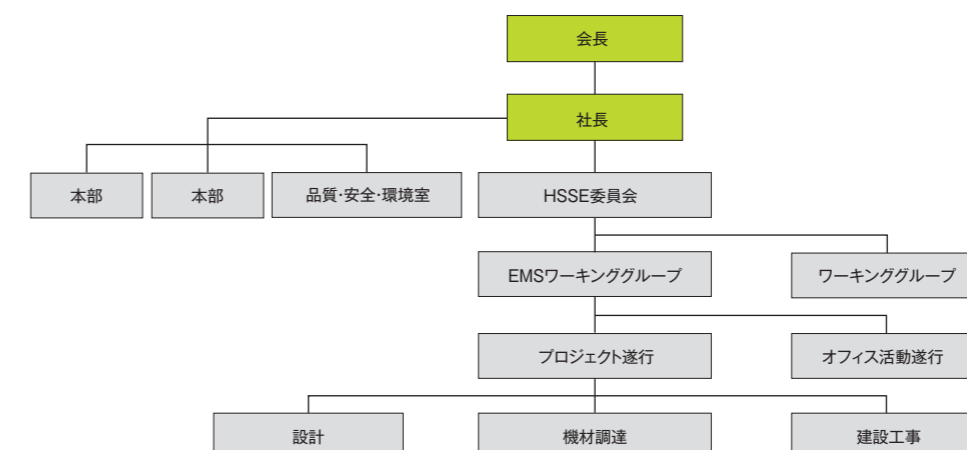 会長
社長
本部
本部
品質・安全・環境室
HSSE委員会
EMSワーキンググループ
ワーキンググループ
プロジェクト遂行
オフィス活動遂行
設計
機材調達
建設工事